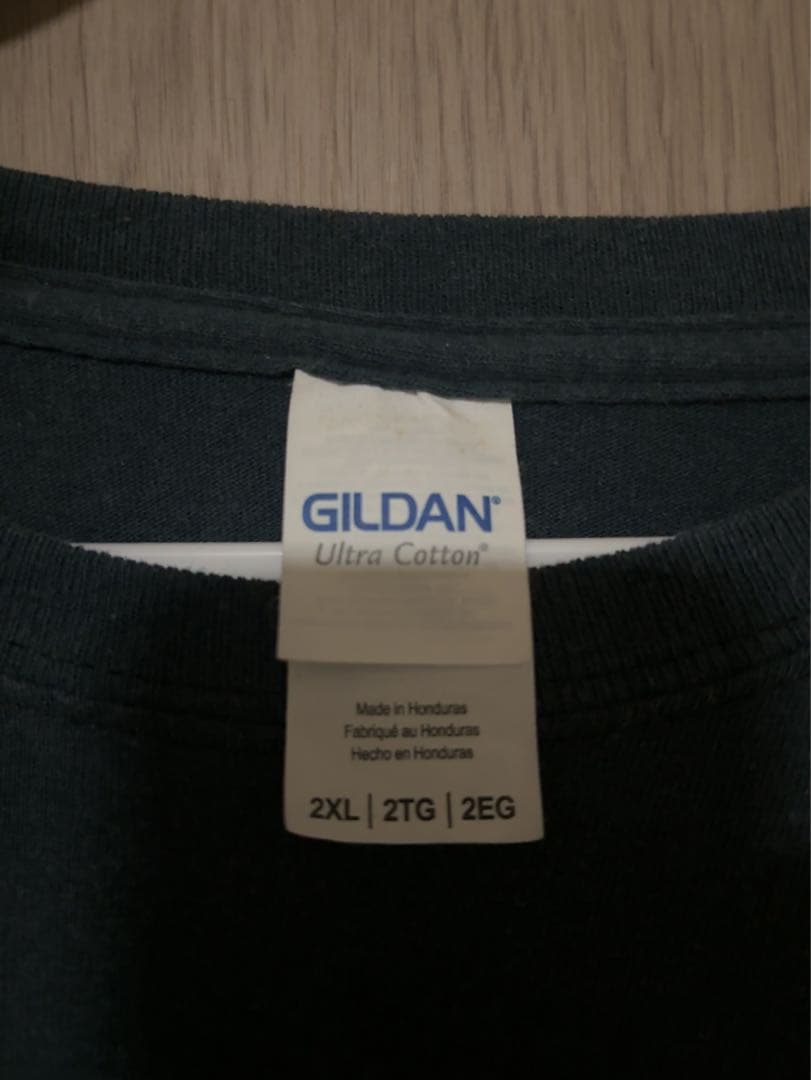 GILDAN®
Ultra Cotton®
Made in Honduras
Fabriqué au Honduras
Hecho en Honduras
2XL | 2TG | 2EG